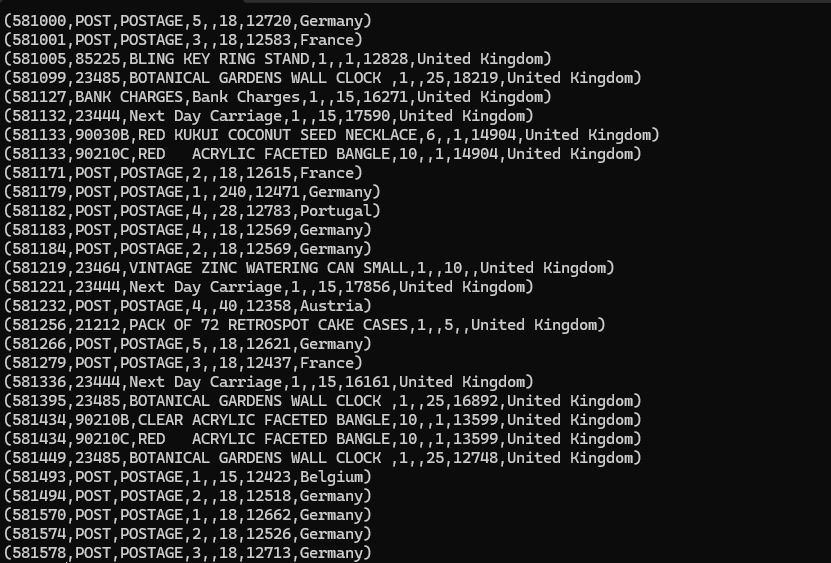 (581000,POST,POSTAGE,5,,18,12720,Germany)
(581001,POST,POSTAGE,3,,18,12583,France)
(581005,85225,BLING KEY RING STAND,1,,1,12828,United Kingdom)
(581099,23485,BOTANICAL GARDENS WALL CLOCK ,1,,25,18219,United Kingdom)
(581127,BANK CHARGES,Bank Charges,1,,15,16271,United Kingdom)
(581132,23444,Next Day Carriage,1,,15,17590,United Kingdom)
(581133,90030B,RED KUKUI COCONUT SEED NECKLACE,6,,1,14904,United Kingdom)
(581133,90210C,RED   ACRYLIC FACETED BANGLE,10,,1,14904,United Kingdom)
(581171,POST,POSTAGE,2,,18,12615,France)
(581179,POST,POSTAGE,1,,240,12471,Germany)
(581182,POST,POSTAGE,4,,28,12783,Portugal)
(581183,POST,POSTAGE,4,,18,12569,Germany)
(581184,POST,POSTAGE,2,,18,12569,Germany)
(581219,23464,VINTAGE ZINC WATERING CAN SMALL,1,,10,,United Kingdom)
(581221,23444,Next Day Carriage,1,,15,17856,United Kingdom)
(581232,POST,POSTAGE,4,,40,12358,Austria)
(581256,21212,PACK OF 72 RETROSPOT CAKE CASES,1,,5,,United Kingdom)
(581266,POST,POSTAGE,5,,18,12621,Germany)
(581279,POST,POSTAGE,3,,18,12437,France)
(581336,23444,Next Day Carriage,1,,15,16161,United Kingdom)
(581395,23485,BOTANICAL GARDENS WALL CLOCK ,1,,25,16892,United Kingdom)
(581434,90210B,CLEAR ACRYLIC FACETED BANGLE,10,,1,13599,United Kingdom)
(581434,90210C,RED   ACRYLIC FACETED BANGLE,10,,1,13599,United Kingdom)
(581449,23485,BOTANICAL GARDENS WALL CLOCK ,1,,25,12748,United Kingdom)
(581493,POST,POSTAGE,1,,15,12423,Belgium)
(581494,POST,POSTAGE,2,,18,12518,Germany)
(581570,POST,POSTAGE,1,,18,12662,Germany)
(581574,POST,POSTAGE,2,,18,12526,Germany)
(581578,POST,POSTAGE,3,,18,12713,Germany)